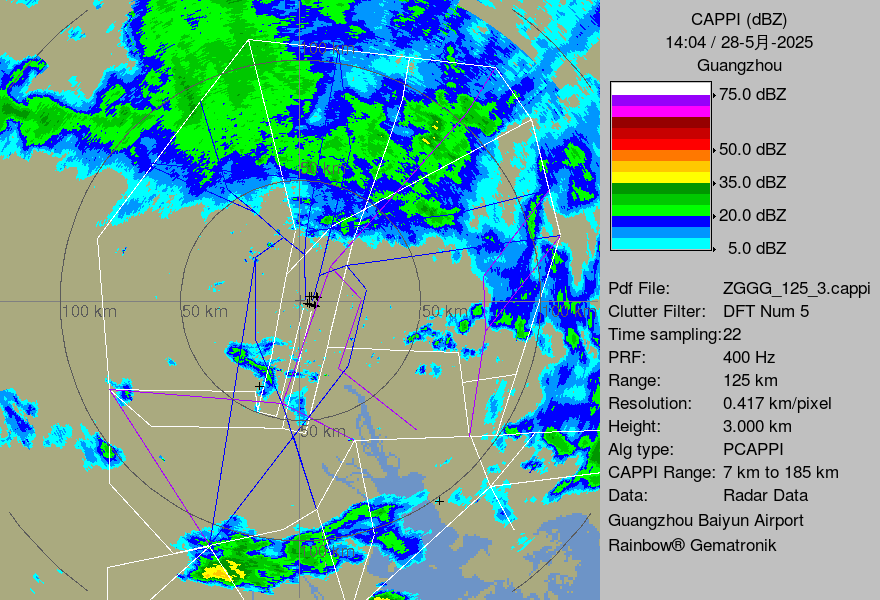 CAPPI (dBZ)
14:04 / 28-5月-2025
Guangzhou
75.0 dBZ
50.0 dBZ
35.0 dBZ
20.0 dBZ
5.0 dBZ
Pdf File: ZGGG_125_3.cappi
Clutter Filter: DFT Num 5
Time sampling:22
PRF: 400 Hz
Range: 125 km
Resolution: 0.417 km/pixel
Height: 3.000 km
Alg type: PCAPPI
CAPPI Range: 7 km to 185 km
Data: Radar Data
Guangzhou Baiyun Airport
Rainbow® Gematronik
100 km
50 km
100 km
50 km
50 km
100 km
50 km
100 km